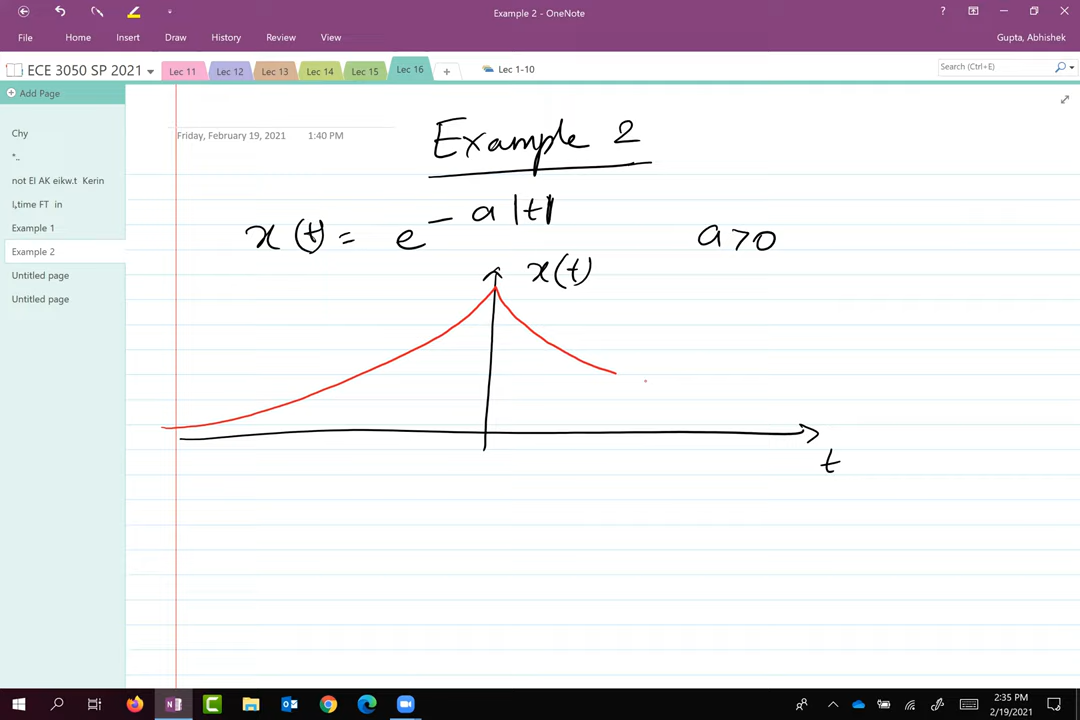 Example 2 - OneNote
?
File Home Insert Draw History Review View
Gupta, Abhishek
ECE 3050 SP 2021
Lec 11 Lec 12 Lec 13 Lec 14 Lec 15 Lec 16 + Lec 1-10
Search (Ctrl+E)
+ Add Page
Chy
not EI AK eikw.t Kerin
I,time FT in
Example 1
Example 2
Untitled page
Untitled page
Friday, February 19, 2021 1:40 PM
Example 2
x(t) = e^{-a|t|} a>0
x(t)
t
2:35 PM
2/19/2021